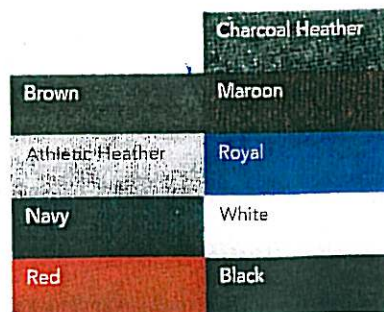 Charcoal Heather
Brown
Maroon
Athletic Heather
Royal
Navy
White
Red
Black